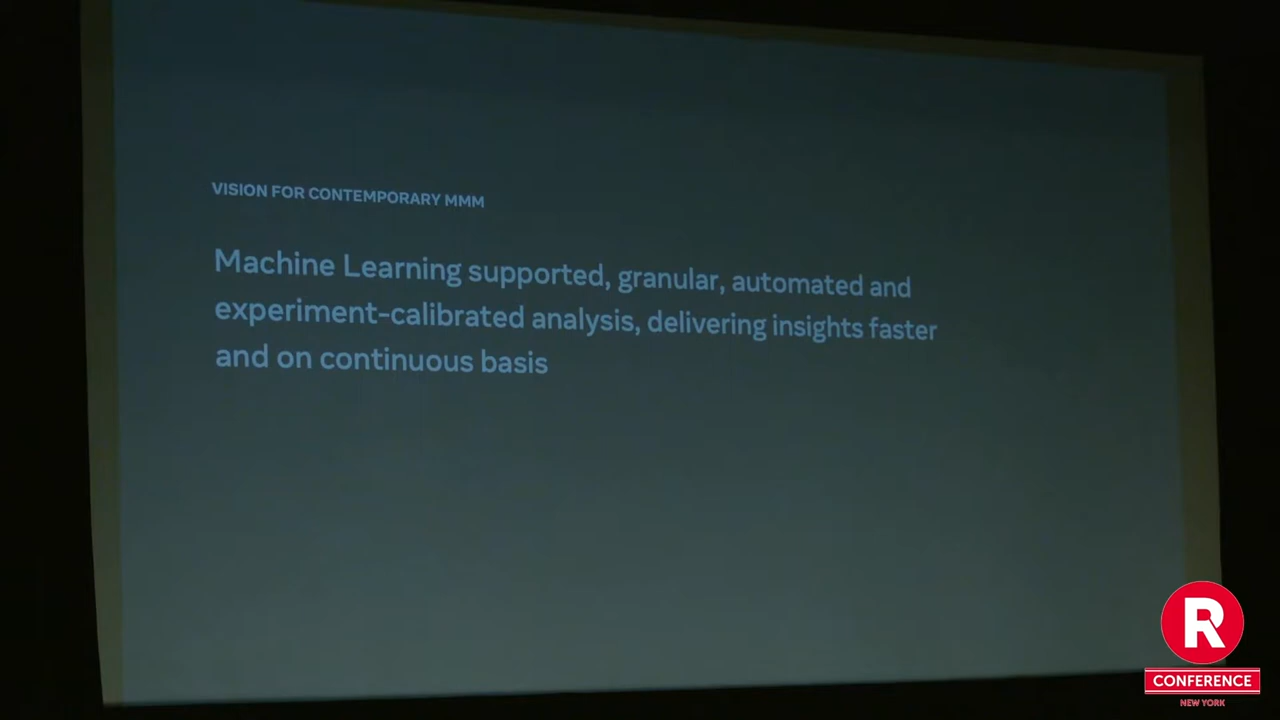 VISION FOR CONTEMPORARY MMM
Machine Learning supported, granular, automated and
experiment-calibrated analysis, delivering insights faster
and on continuous basis
R
CONFERENCE
NEW YORK